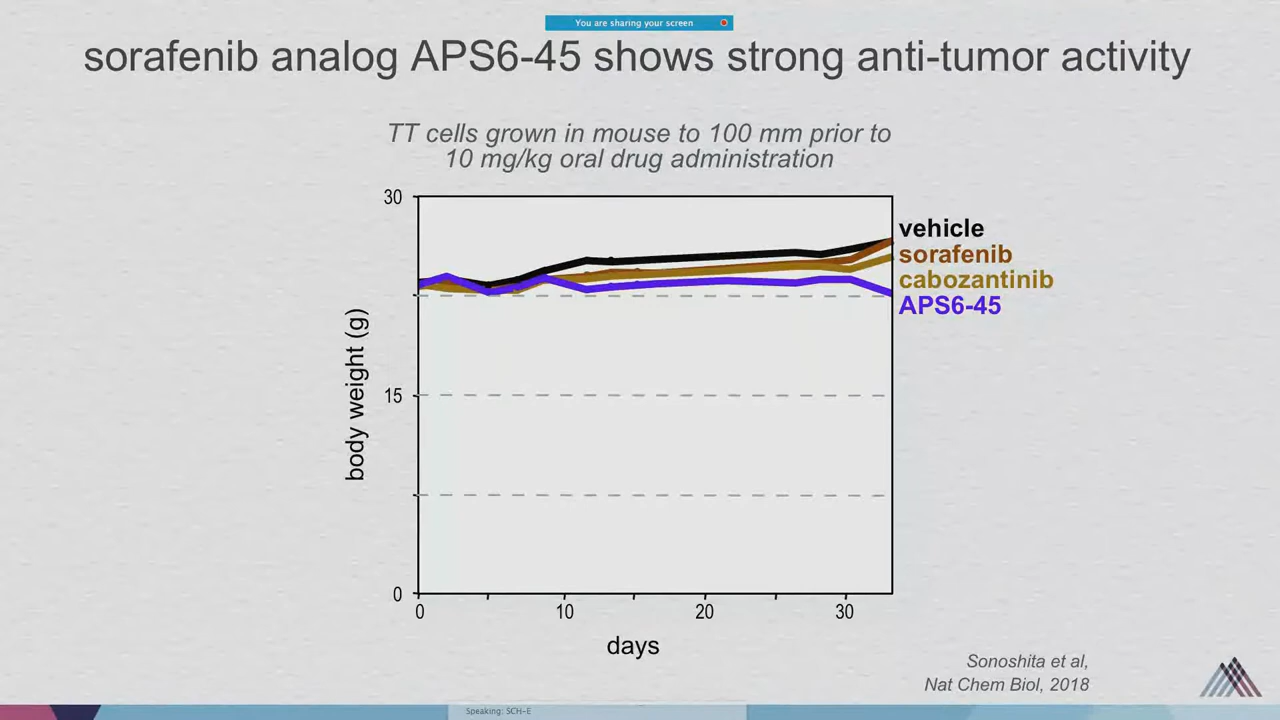 You are sharing your screen
sorafenib analog APS6-45 shows strong anti-tumor activity
TT cells grown in mouse to 100 mm prior to
10 mg/kg oral drug administration
30
15
0
body weight (g)
vehicle
sorafenib
cabozantinib
APS6-45
0
10
20
30
days
Sonoshita et al,
Nat Chem Biol, 2018
Speaking: SCH-E